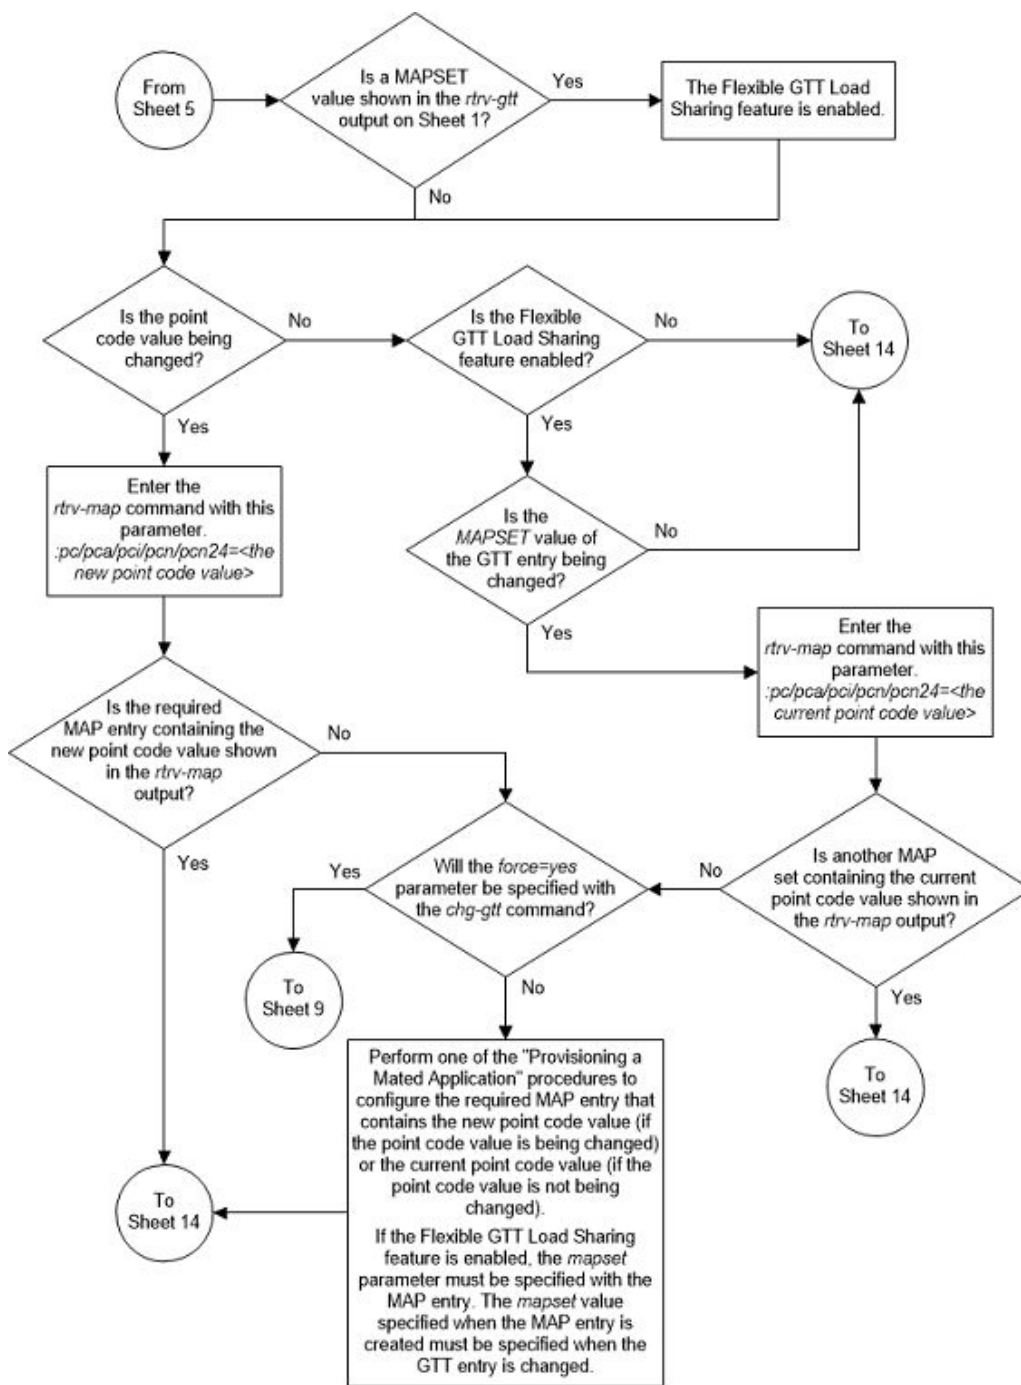 From
Sheet 5
Is a MAPSET
value shown in the rtrv-gtt
output on Sheet 1?
Yes
The Flexible GTT Load
Sharing feature is enabled.
No
Is the point
code value being
changed?
No
Is the Flexible
GTT Load Sharing
feature enabled?
No
To
Sheet 14
Yes
Yes
Enter the
rtrv-map command with this
parameter.
:pc/pca/pci/pcn/pcn24=<the
new point code value>
Is the
MAPSET value of
the GTT entry being
changed?
No
Yes
Enter the
rtrv-map command with this
parameter.
:pc/pca/pci/pcn/pcn24=<the
current point code value>
Is the required
MAP entry containing the
new point code value shown
in the rtrv-map
output?
No
Yes
Will the force=yes
parameter be specified with
the chg-gtt command?
Yes
No
Is another MAP
set containing the current
point code value shown in
the rtrv-map output?
No
Yes
To
Sheet 9
To
Sheet 14
Perform one of the "Provisioning a
Mated Application" procedures to
configure the required MAP entry that
contains the new point code value (if
the point code value is being changed)
or the current point code value (if the
point code value is not being
changed).
If the Flexible GTT Load Sharing
feature is enabled, the mapset
parameter must be specified with the
MAP entry. The mapset value
specified when the MAP entry is
created must be specified when the
GTT entry is changed.
To
Sheet 14